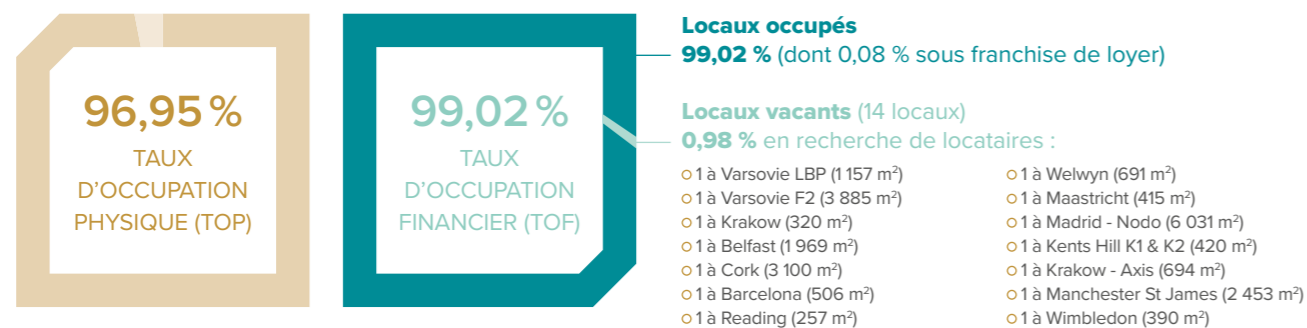 96,95 %
TAUX
D'OCCUPATION
PHYSIQUE (TOP)
99,02 %
TAUX
D'OCCUPATION
FINANCIER (TOF)
Locaux occupés
99,02 % (dont 0,08 % sous franchise de loyer)
Locaux vacants (14 locaux)
0,98 % en recherche de locataires :
1 à Varsovie LBP (1 157 m²)
1 à Varsovie F2 (3 885 m²)
1 à Krakow (320 m²)
1 à Belfast (1 969 m²)
1 à Cork (3 100 m²)
1 à Barcelona (506 m²)
1 à Reading (257 m²)
1 à Welwyn (691 m²)
1 à Maastricht (415 m²)
1 à Madrid - Nodo (6 031 m²)
1 à Kents Hill K1 & K2 (420 m²)
1 à Krakow - Axis (694 m²)
1 à Manchester St James (2 453 m²)
1 à Wimbledon (390 m²)